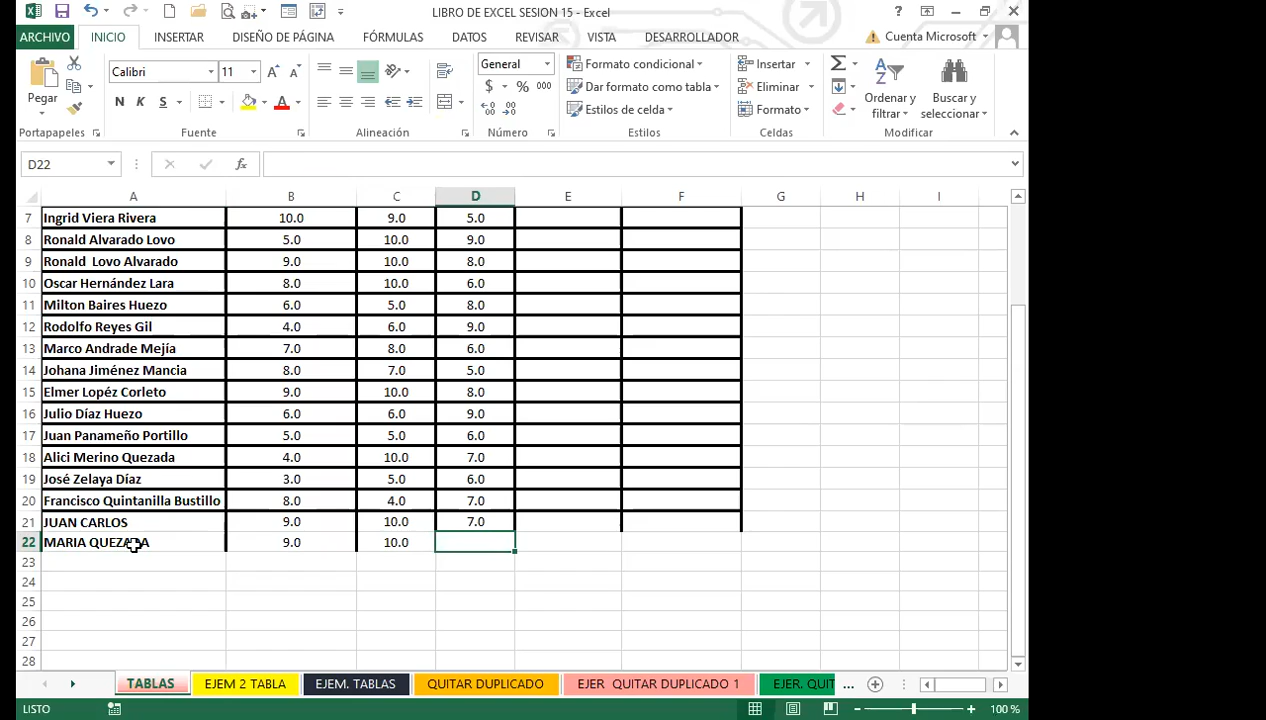 LIBRO DE EXCEL SESION 15 - Excel
ARCHIVO INICIO INSERTAR DISEÑO DE PÁGINA FÓRMULAS DATOS REVISAR VISTA DESARROLLADOR Cuenta Microsoft
Pegar
Portapapeles
Calibri 11
N K S
Fuente
Alineación
General
$ % 000
Número
Formato condicional
Dar formato como tabla
Estilos de celda
Estilos
Insertar
Eliminar
Formato
Celdas
Ordenar y filtrar
Buscar y seleccionar
Modificar
D22 fx
A B C D E F G H I
7 Ingrid Viera Rivera 10.0 9.0 5.0
8 Ronald Alvarado Lovo 5.0 10.0 9.0
9 Ronald Lovo Alvarado 9.0 10.0 8.0
10 Oscar Hernández Lara 8.0 10.0 6.0
11 Milton Baires Huezo 6.0 5.0 8.0
12 Rodolfo Reyes Gil 4.0 6.0 9.0
13 Marco Andrade Mejía 7.0 8.0 6.0
14 Johana Jiménez Mancia 8.0 7.0 5.0
15 Elmer Lopéz Corleto 9.0 10.0 8.0
16 Julio Díaz Huezo 6.0 6.0 9.0
17 Juan Panameño Portillo 5.0 5.0 6.0
18 Alici Merino Quezada 4.0 10.0 7.0
19 José Zelaya Díaz 3.0 5.0 6.0
20 Francisco Quintanilla Bustillo 8.0 4.0 7.0
21 JUAN CARLOS 9.0 10.0 7.0
22 MARIA QUEZADA 9.0 10.0
23
24
25
26
27
28
TABLAS EJEM 2 TABLA EJEM. TABLAS QUITAR DUPLICADO EJER QUITAR DUPLICADO 1 EJER. QUIT ...
LISTO 100 %